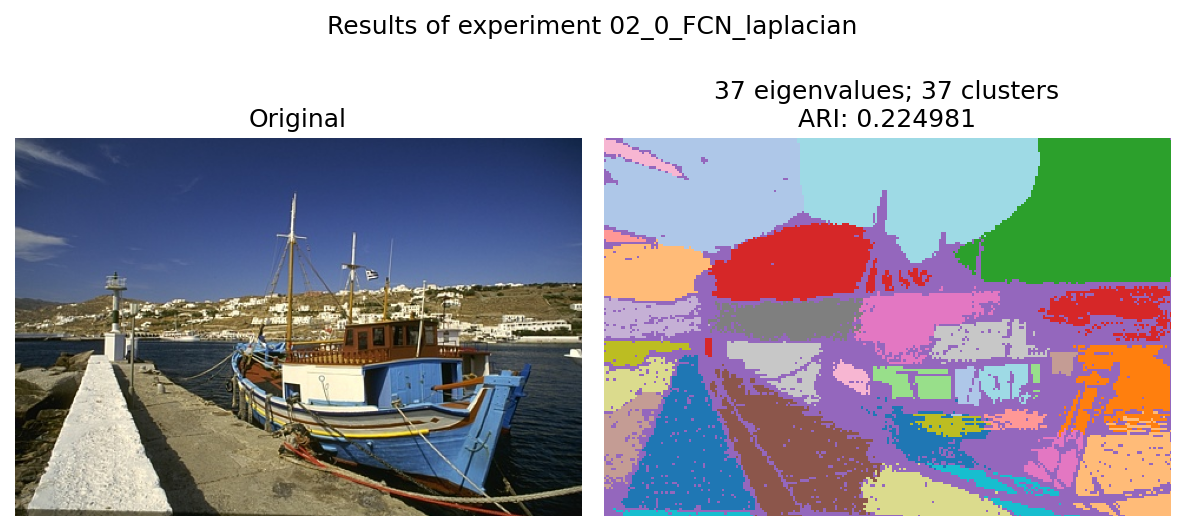 Results of experiment 02_0_FCN_laplacian
Original
37 eigenvalues; 37 clusters
ARI: 0.224981